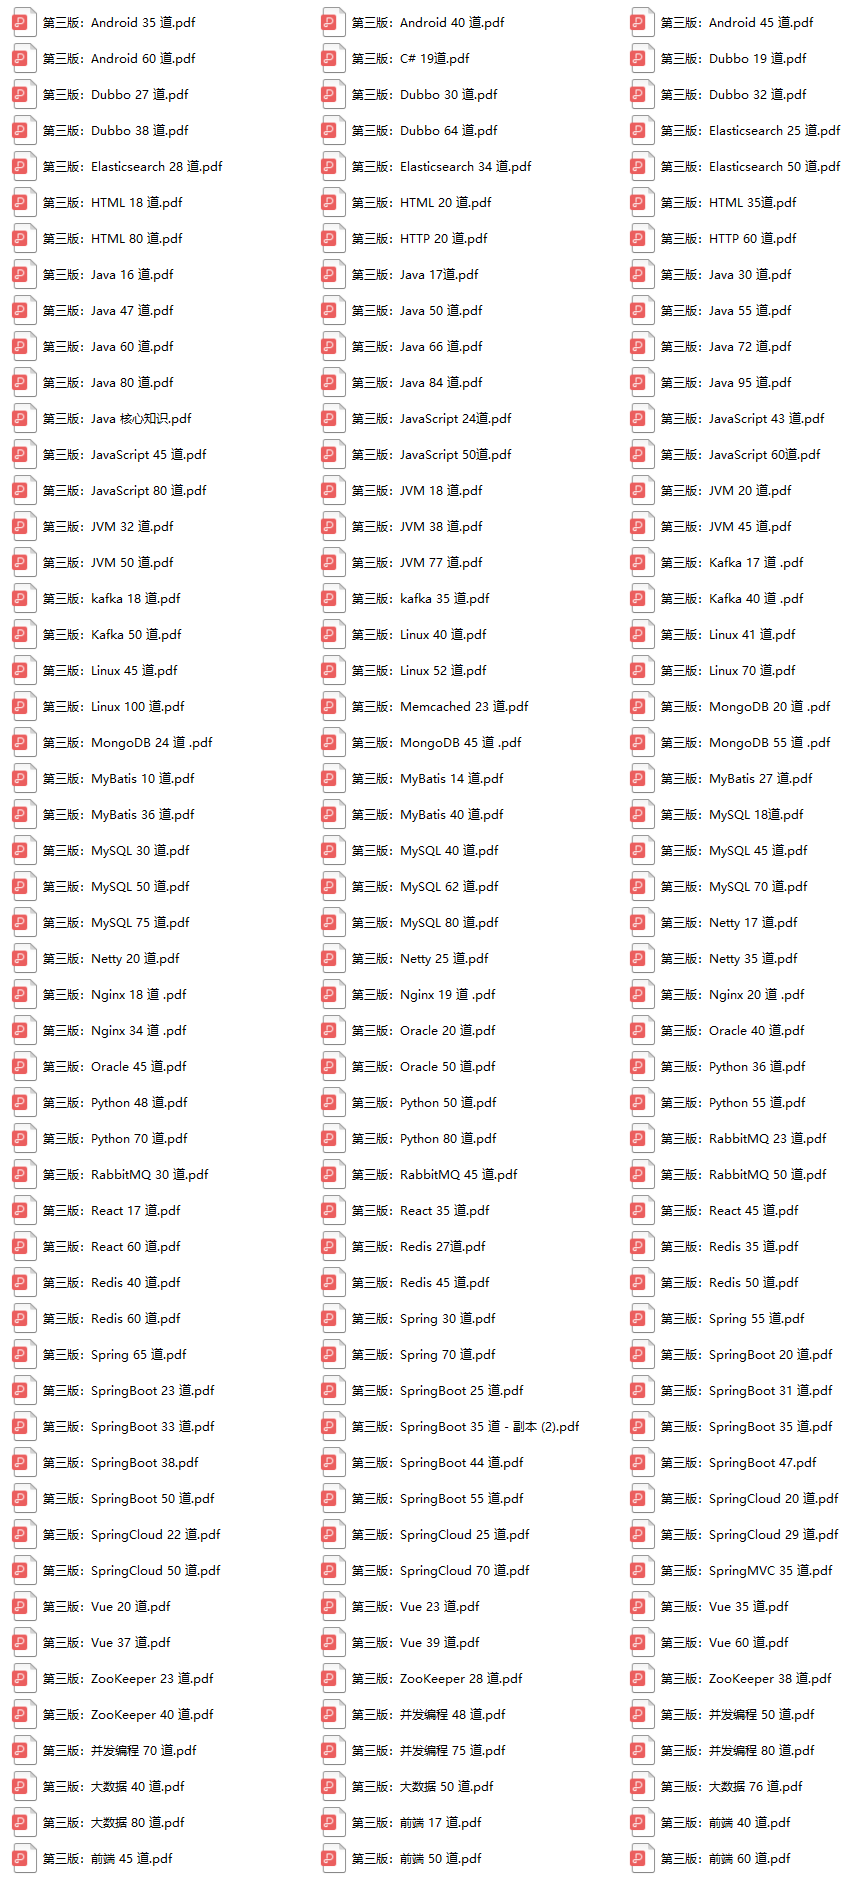 第三版：Android 35 道.pdf
第三版：Android 40 道.pdf
第三版：Android 45 道.pdf
第三版：Android 60 道.pdf
第三版：C# 19道.pdf
第三版：Dubbo 19 道.pdf
第三版：Dubbo 27 道.pdf
第三版：Dubbo 30 道.pdf
第三版：Dubbo 32 道.pdf
第三版：Dubbo 38 道.pdf
第三版：Dubbo 64 道.pdf
第三版：Elasticsearch 25 道.pdf
第三版：Elasticsearch 28 道.pdf
第三版：Elasticsearch 34 道.pdf
第三版：Elasticsearch 50 道.pdf
第三版：HTML 18 道.pdf
第三版：HTML 20 道.pdf
第三版：HTML 35道.pdf
第三版：HTML 80 道.pdf
第三版：HTTP 20 道.pdf
第三版：HTTP 60 道.pdf
第三版：Java 16 道.pdf
第三版：Java 17道.pdf
第三版：Java 30 道.pdf
第三版：Java 47 道.pdf
第三版：Java 50 道.pdf
第三版：Java 55 道.pdf
第三版：Java 60 道.pdf
第三版：Java 66 道.pdf
第三版：Java 72 道.pdf
第三版：Java 80 道.pdf
第三版：Java 84 道.pdf
第三版：Java 95 道.pdf
第三版：Java 核心知识.pdf
第三版：JavaScript 24道.pdf
第三版：JavaScript 43 道.pdf
第三版：JavaScript 45 道.pdf
第三版：JavaScript 50道.pdf
第三版：JavaScript 60道.pdf
第三版：JavaScript 80 道.pdf
第三版：JVM 18 道.pdf
第三版：JVM 20 道.pdf
第三版：JVM 32 道.pdf
第三版：JVM 38 道.pdf
第三版：JVM 45 道.pdf
第三版：JVM 50 道.pdf
第三版：JVM 77 道.pdf
第三版：Kafka 17 道 .pdf
第三版：kafka 18 道.pdf
第三版：kafka 35 道.pdf
第三版：Kafka 40 道 .pdf
第三版：Kafka 50 道.pdf
第三版：Linux 40 道.pdf
第三版：Linux 41 道.pdf
第三版：Linux 45 道.pdf
第三版：Linux 52 道.pdf
第三版：Linux 70 道.pdf
第三版：Linux 100 道.pdf
第三版：Memcached 23 道.pdf
第三版：MongoDB 20 道 .pdf
第三版：MongoDB 24 道 .pdf
第三版：MongoDB 45 道 .pdf
第三版：MongoDB 55 道 .pdf
第三版：MyBatis 10 道.pdf
第三版：MyBatis 14 道.pdf
第三版：MyBatis 27 道.pdf
第三版：MyBatis 36 道.pdf
第三版：MyBatis 40 道.pdf
第三版：MySQL 18道.pdf
第三版：MySQL 30 道.pdf
第三版：MySQL 40 道.pdf
第三版：MySQL 45 道.pdf
第三版：MySQL 50 道.pdf
第三版：MySQL 62 道.pdf
第三版：MySQL 70 道.pdf
第三版：MySQL 75 道.pdf
第三版：MySQL 80 道.pdf
第三版：Netty 17 道.pdf
第三版：Netty 20 道.pdf
第三版：Netty 25 道.pdf
第三版：Netty 35 道.pdf
第三版：Nginx 18 道 .pdf
第三版：Nginx 19 道 .pdf
第三版：Nginx 20 道 .pdf
第三版：Nginx 34 道 .pdf
第三版：Oracle 20 道.pdf
第三版：Oracle 40 道.pdf
第三版：Oracle 45 道.pdf
第三版：Oracle 50 道.pdf
第三版：Python 36 道.pdf
第三版：Python 48 道.pdf
第三版：Python 50 道.pdf
第三版：Python 55 道.pdf
第三版：Python 70 道.pdf
第三版：Python 80 道.pdf
第三版：RabbitMQ 23 道.pdf
第三版：RabbitMQ 30 道.pdf
第三版：RabbitMQ 45 道.pdf
第三版：RabbitMQ 50 道.pdf
第三版：React 17 道.pdf
第三版：React 35 道.pdf
第三版：React 45 道.pdf
第三版：React 60 道.pdf
第三版：Redis 27道.pdf
第三版：Redis 35 道.pdf
第三版：Redis 40 道.pdf
第三版：Redis 45 道.pdf
第三版：Redis 50 道.pdf
第三版：Redis 60 道.pdf
第三版：Spring 30 道.pdf
第三版：Spring 55 道.pdf
第三版：Spring 65 道.pdf
第三版：Spring 70 道.pdf
第三版：SpringBoot 20 道.pdf
第三版：SpringBoot 23 道.pdf
第三版：SpringBoot 25 道.pdf
第三版：SpringBoot 31 道.pdf
第三版：SpringBoot 33 道.pdf
第三版：SpringBoot 35 道 - 副本 (2).pdf
第三版：SpringBoot 35 道.pdf
第三版：SpringBoot 38.pdf
第三版：SpringBoot 44 道.pdf
第三版：SpringBoot 47.pdf
第三版：SpringBoot 50 道.pdf
第三版：SpringBoot 55 道.pdf
第三版：SpringCloud 20 道.pdf
第三版：SpringCloud 22 道.pdf
第三版：SpringCloud 25 道.pdf
第三版：SpringCloud 29 道.pdf
第三版：SpringCloud 50 道.pdf
第三版：SpringCloud 70 道.pdf
第三版：SpringMVC 35 道.pdf
第三版：Vue 20 道.pdf
第三版：Vue 23 道.pdf
第三版：Vue 35 道.pdf
第三版：Vue 37 道.pdf
第三版：Vue 39 道.pdf
第三版：Vue 60 道.pdf
第三版：ZooKeeper 23 道.pdf
第三版：ZooKeeper 28 道.pdf
第三版：ZooKeeper 38 道.pdf
第三版：ZooKeeper 40 道.pdf
第三版：并发编程 48 道.pdf
第三版：并发编程 50 道.pdf
第三版：并发编程 70 道.pdf
第三版：并发编程 75 道.pdf
第三版：并发编程 80 道.pdf
第三版：大数据 40 道.pdf
第三版：大数据 50 道.pdf
第三版：大数据 76 道.pdf
第三版：大数据 80 道.pdf
第三版：前端 17 道.pdf
第三版：前端 40 道.pdf
第三版：前端 45 道.pdf
第三版：前端 50 道.pdf
第三版：前端 60 道.pdf